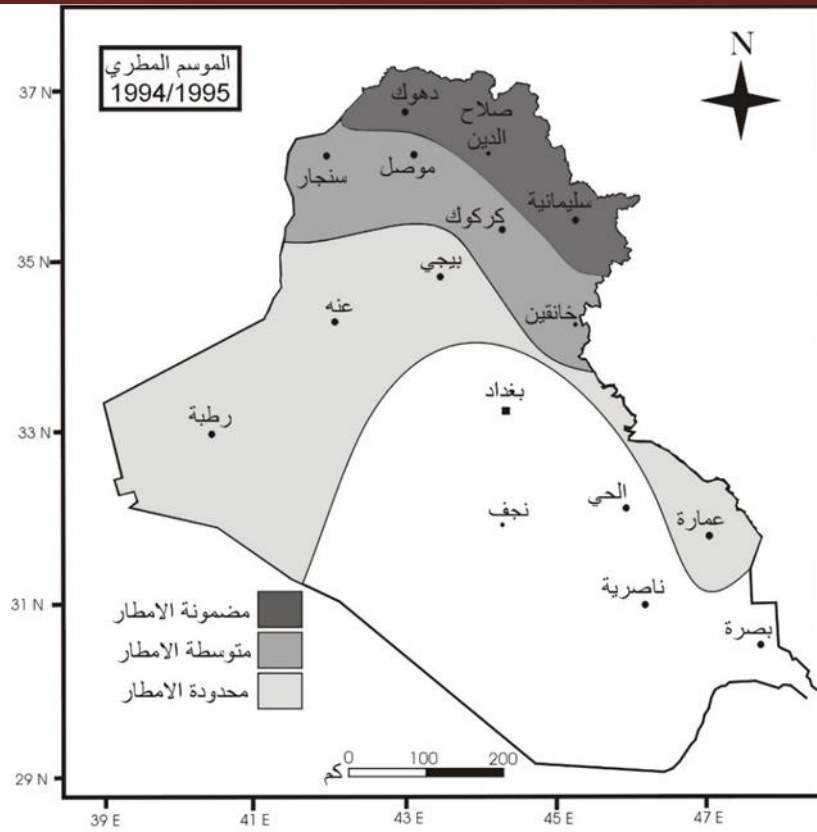 الموسم المطري
1994/1995
N
37 N
35 N
33 N
31 N
29 N
دهوك
صلاح
الدين
موصل
سنجار
سليمانية
كركوك
بيجي
خانقين
عنه
بغداد
رطبة
الحي
نجف
عمارة
ناصرية
بصرة
مضمونة الامطار
متوسطة الامطار
محدودة الامطار
0 100 200
كم
39 E 41 E 43 E 45 E 47 E